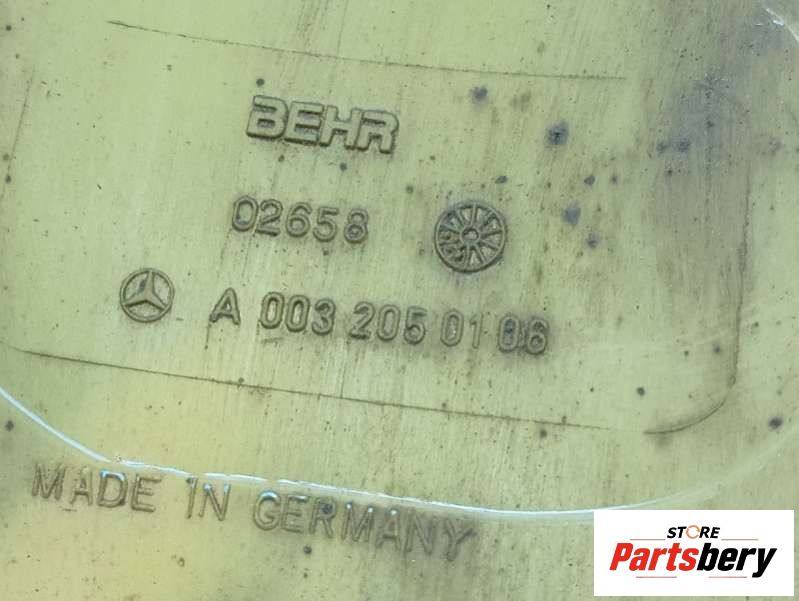 BEHR
02658
A 003 205 01 06
MADE IN GERMANY
STORE
Partsbery